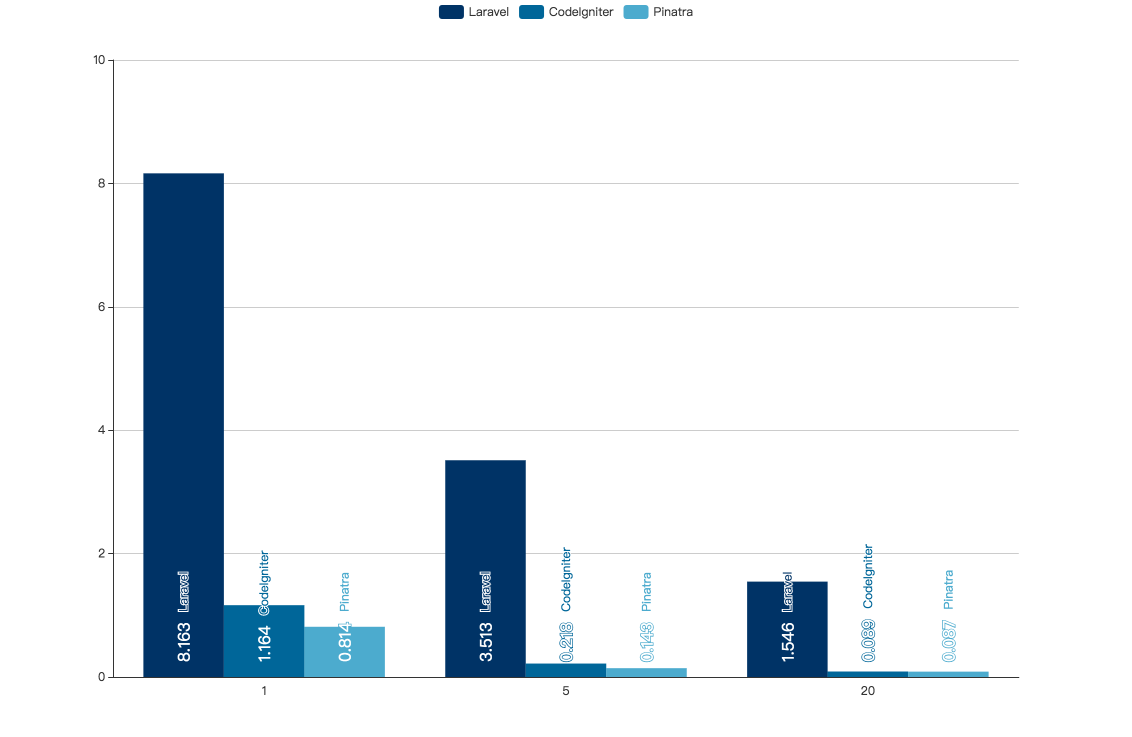 Laravel CodeIgniter Pinatra
10
8
6
4
2
0
8.163 Laravel
1.164 CodeIgniter
0.814 Pinatra
3.513 Laravel
0.218 CodeIgniter
0.143 Pinatra
1.546 Laravel
0.089 CodeIgniter
0.087 Pinatra
1 5 20